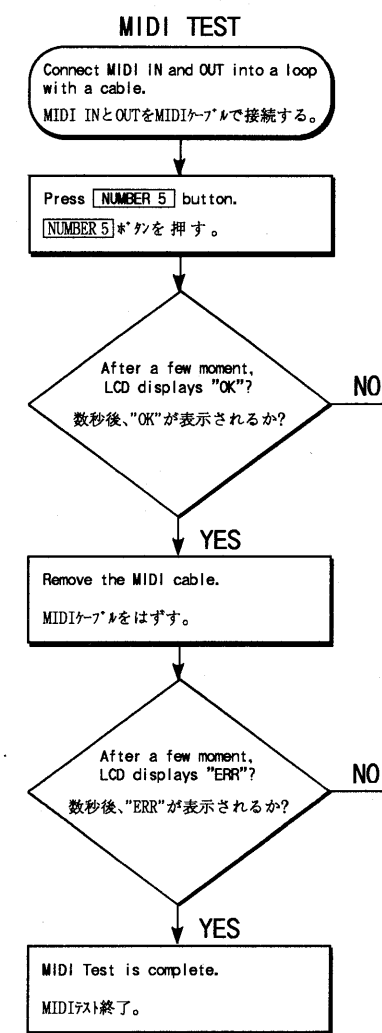 MIDI TEST
Connect MIDI IN and OUT into a loop
with a cable.
MIDI INとOUTをMIDIケーブルで接続する。
Press NUMBER 5 button.
NUMBER 5 ボタンを押す。
After a few moment,
LCD displays "OK"?
数秒後、"OK"が表示されるか?
NO
YES
Remove the MIDI cable.
MIDIケーブルをはずす。
After a few moment,
LCD displays "ERR"?
数秒後、"ERR"が表示されるか?
NO
YES
MIDI Test is complete.
MIDIテスト終了。